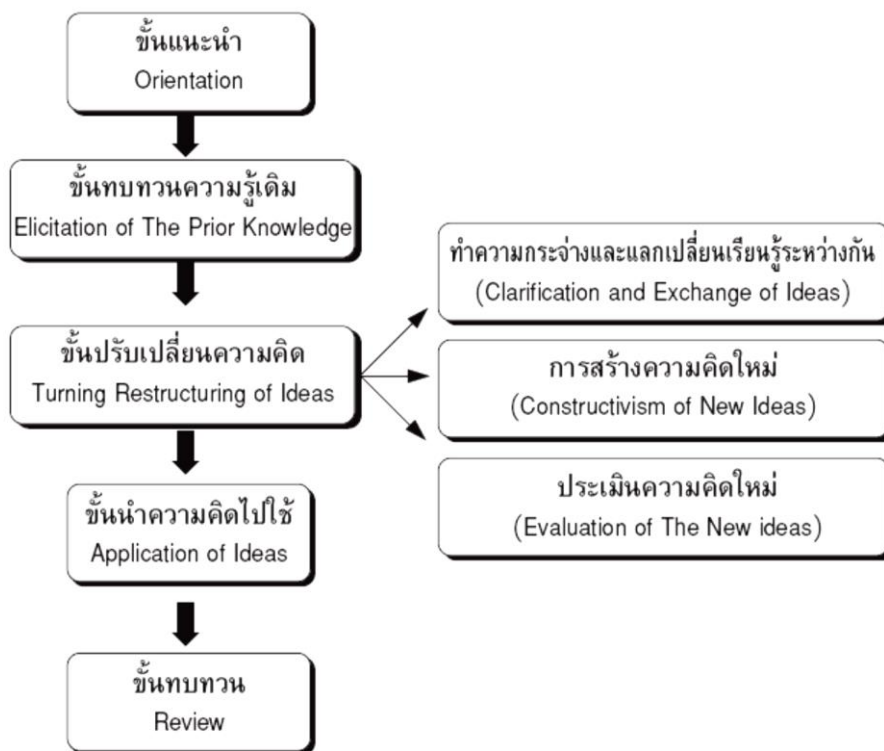 ขั้นแนะนำ
Orientation
ขั้นทบทวนความรู้เดิม
Elicitation of The Prior Knowledge
ขั้นปรับเปลี่ยนความคิด
Turning Restructuring of Ideas
ทำความกระจ่างและแลกเปลี่ยนเรียนรู้ระหว่างกัน
(Clarification and Exchange of Ideas)
การสร้างความคิดใหม่
(Constructivism of New Ideas)
ประเมินความคิดใหม่
(Evaluation of The New ideas)
ขั้นนำความคิดไปใช้
Application of Ideas
ขั้นทบทวน
Review